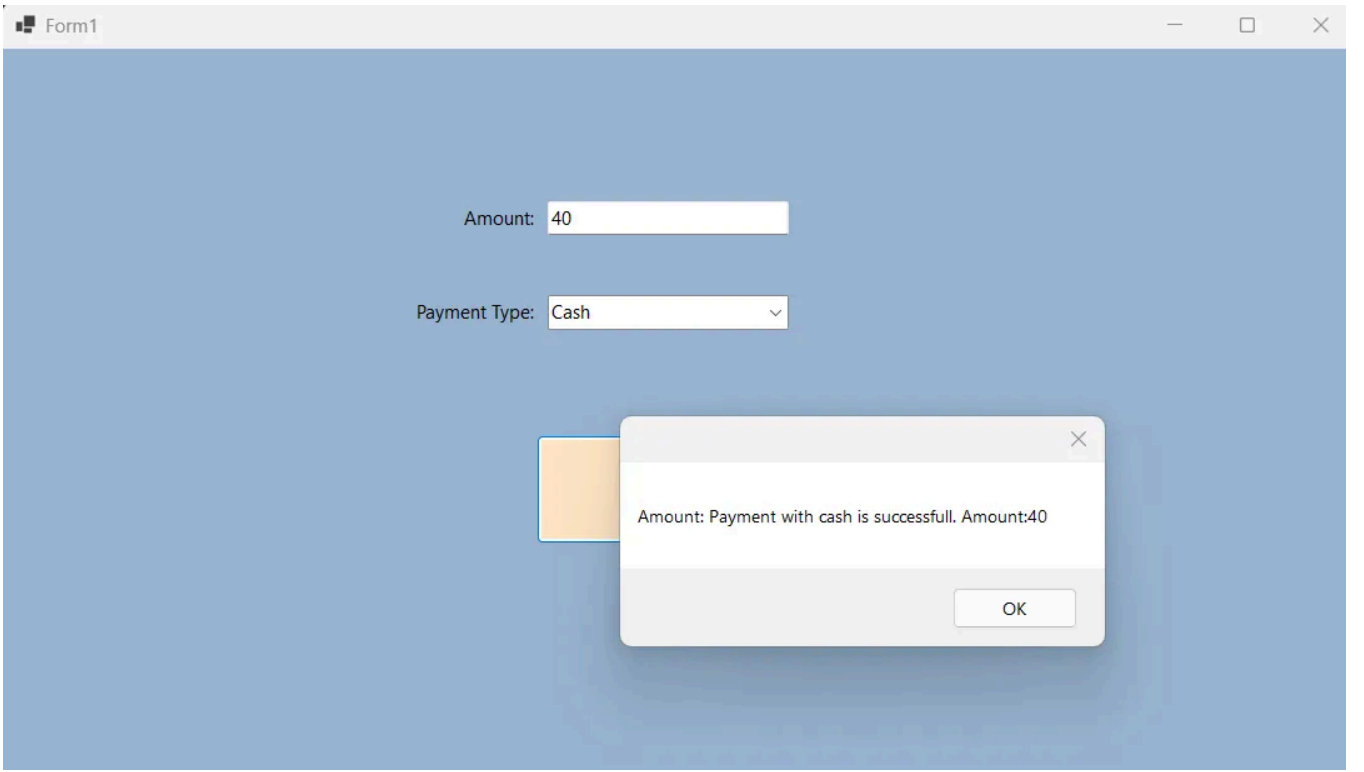 Form1
Amount: 40
Payment Type: Cash
Amount: Payment with cash is successfull. Amount:40
OK